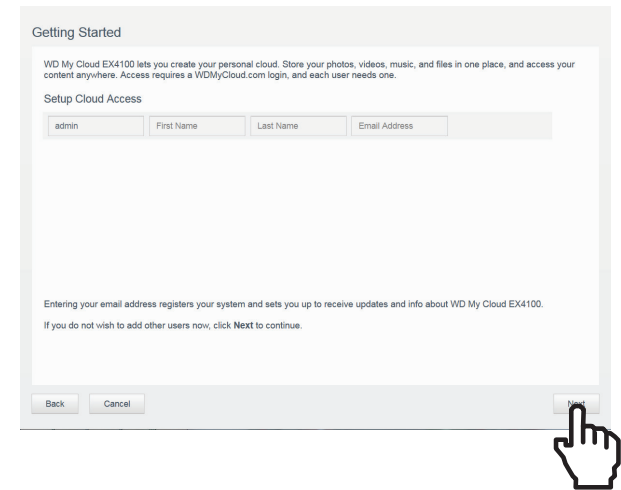 Getting Started
WD My Cloud EX4100 lets you create your personal cloud. Store your photos, videos, music, and files in one place, and access your
content anywhere. Access requires a WDMyCloud.com login, and each user needs one.
Setup Cloud Access
admin First Name Last Name Email Address
Entering your email address registers your system and sets you up to receive updates and info about WD My Cloud EX4100.
If you do not wish to add other users now, click Next to continue.
Back Cancel Next